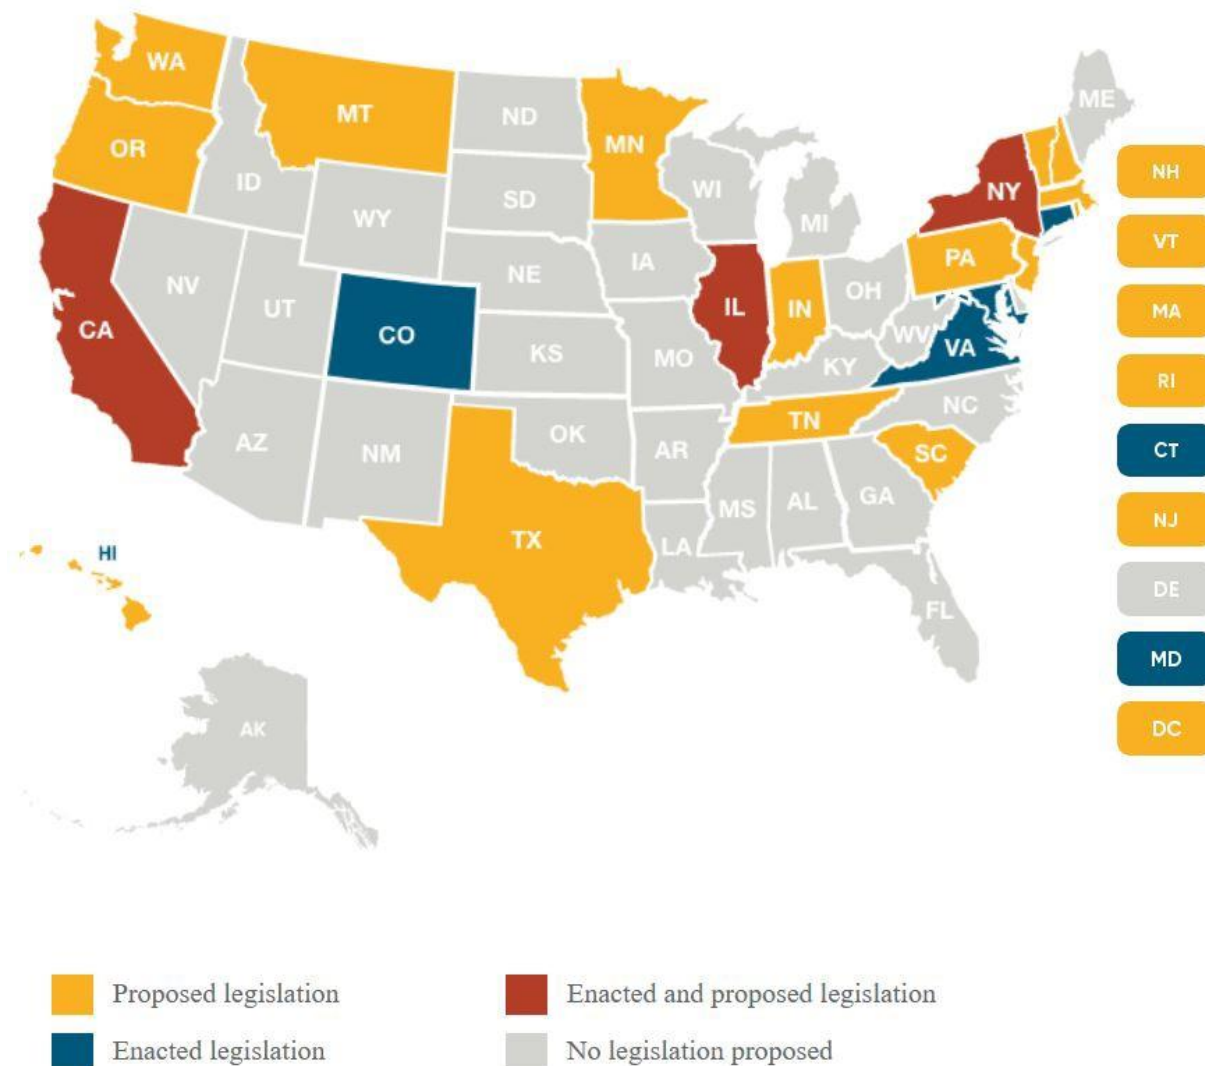 WA
MT
ND
MN
ME
OR
ID
SD
WI
MI
NY
NH
WY
VT
NV
UT
NE
IA
PA
CA
CO
KS
MO
IL
IN
OH
WV
VA
KY
MA
RI
AZ
NM
OK
AR
TN
NC
SC
CT
TX
LA
MS
AL
GA
NJ
HI
FL
DE
MD
AK
DC
Proposed legislation
Enacted and proposed legislation
Enacted legislation
No legislation proposed